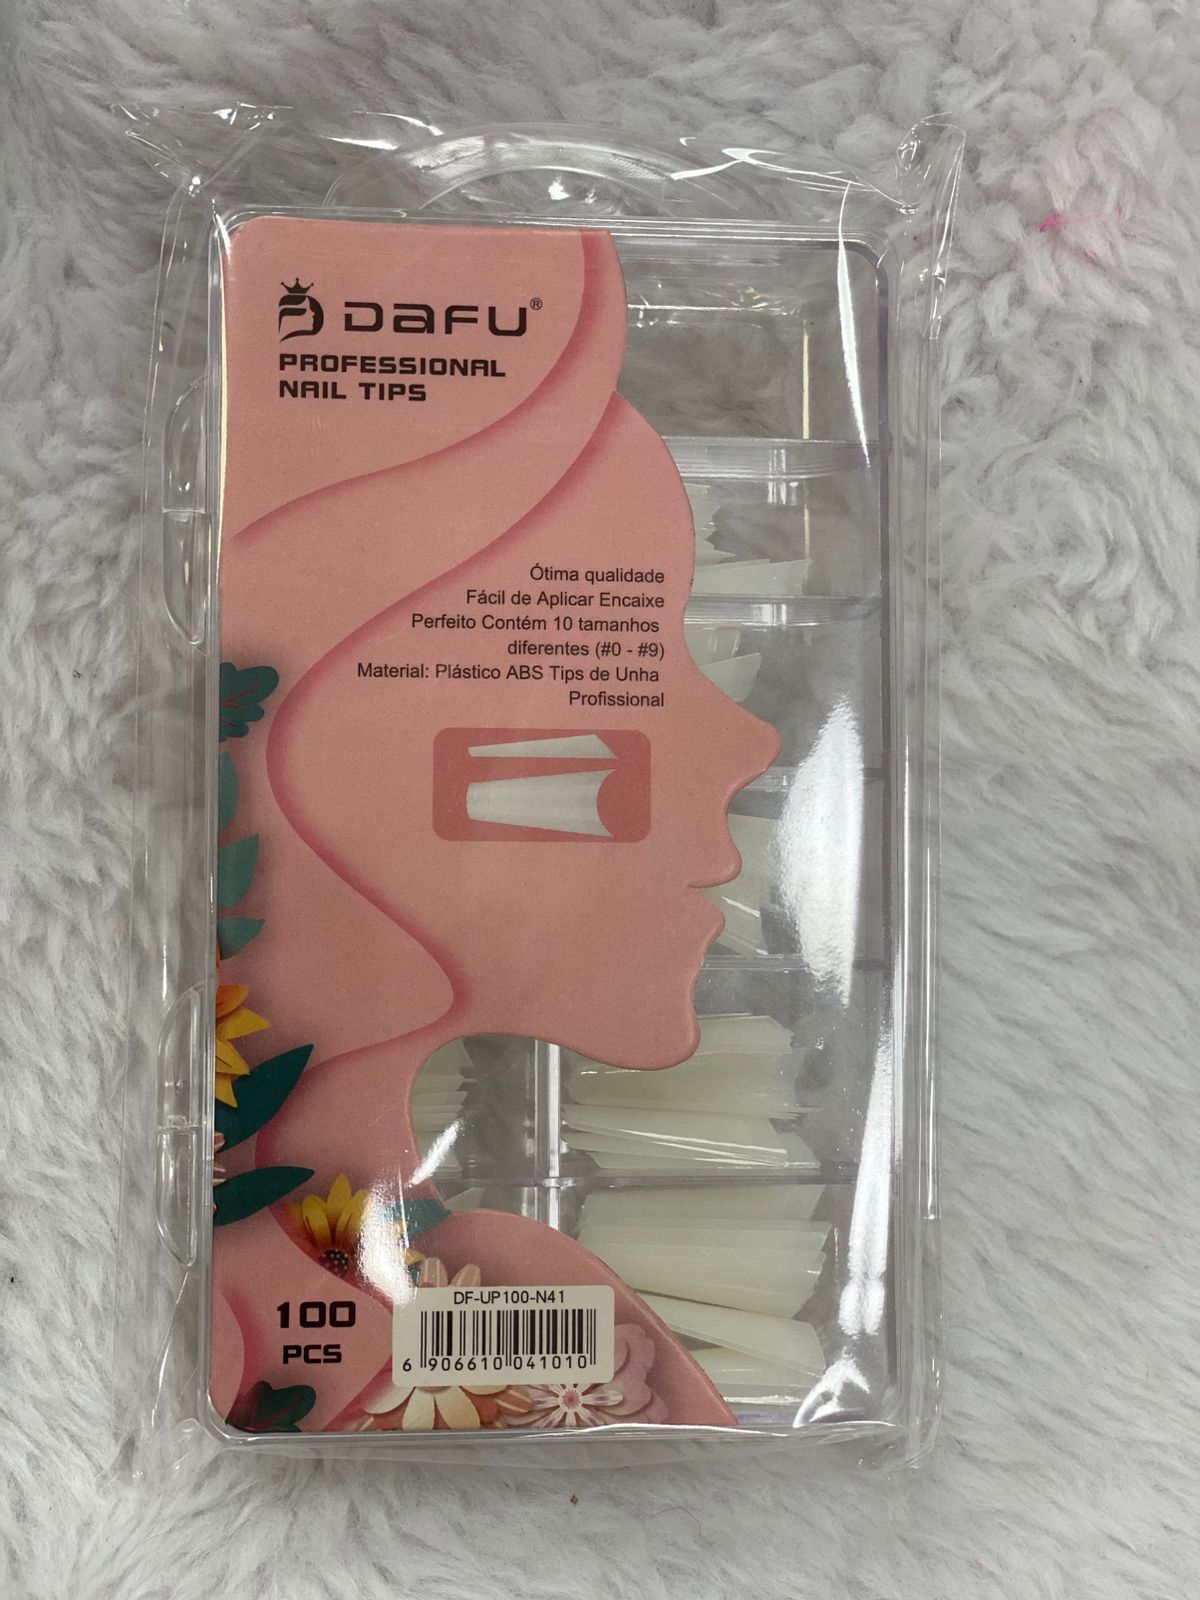 DAFU®
PROFESSIONAL
NAIL TIPS
Ótima qualidade
Fácil de Aplicar Encaixe
Perfeito Contém 10 tamanhos
diferentes (#0 - #9)
Material: Plástico ABS Tips de Unha
Profissional
100
PCS
DF-UP100-N41
6 906610 041010